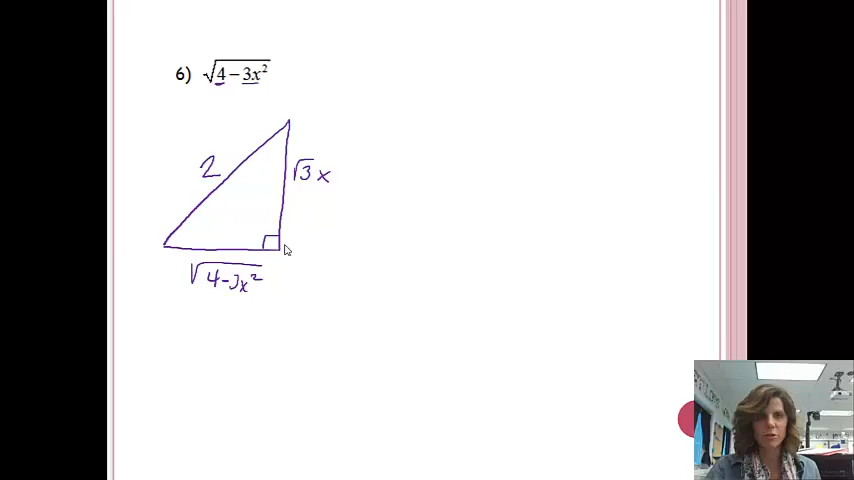 6) √4 − 3x²
2
√3 x
√4-3x²